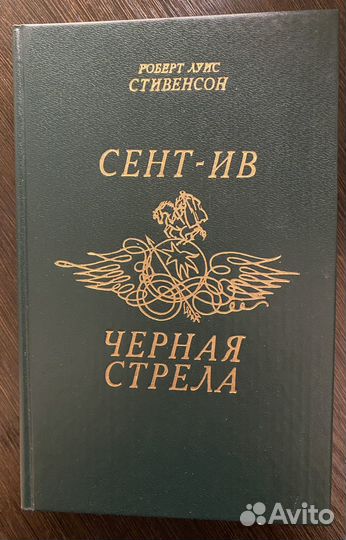 РОБЕРТ ЛУИС
СТИВЕНСОН
СЕНТ-ИВ
ЧЕРНАЯ
СТРЕЛА
Avito